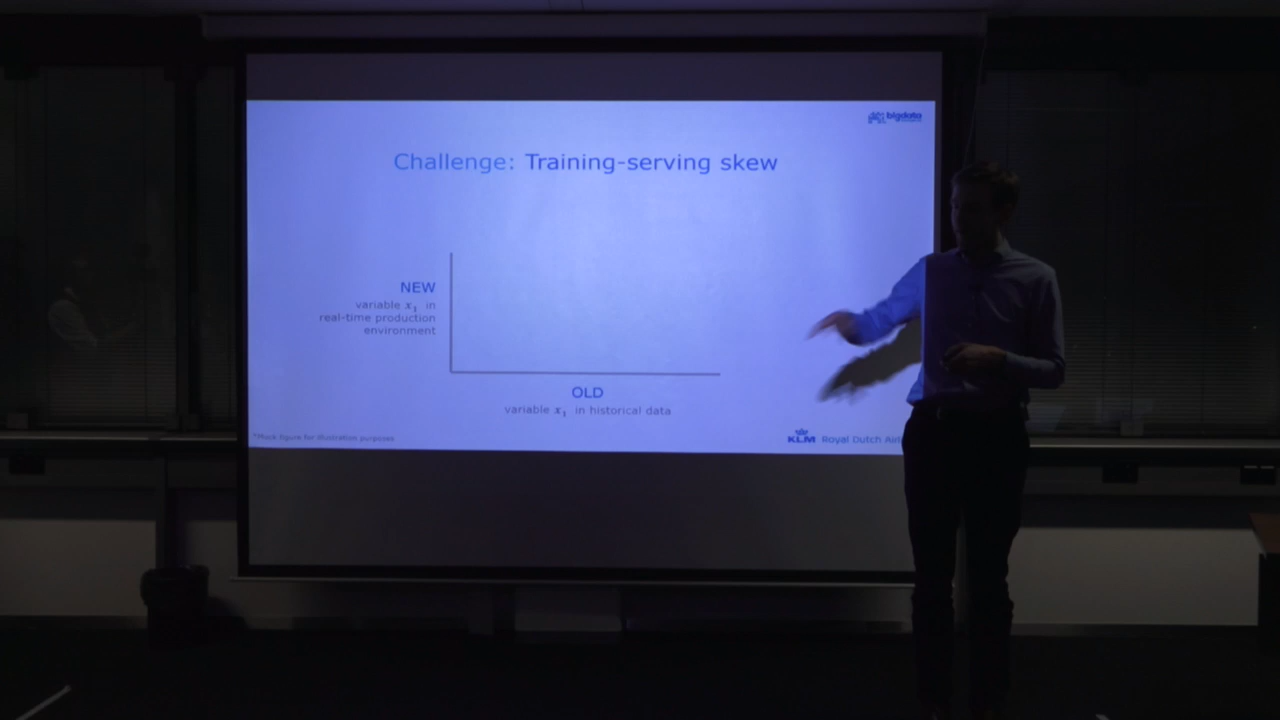 bigdata
Challenge: Training-serving skew
NEW
variable x₁ in
real-time production
environment
OLD
variable x₁ in historical data
*Mock figure for illustration purposes
KLM Royal Dutch